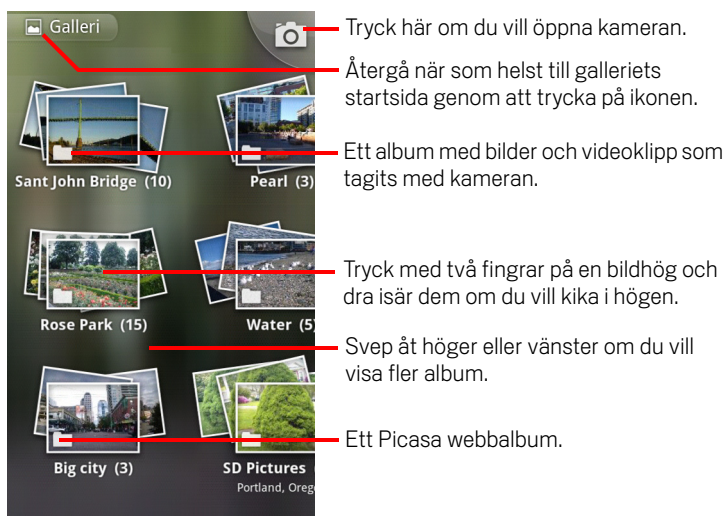 Galleri
Tryck här om du vill öppna kameran.
Återgå när som helst till galleriets
startsida genom att trycka på ikonen.
Ett album med bilder och videoklipp som
tagits med kameran.
Sant John Bridge (10)
Pearl (3)
Tryck med två fingrar på en bildhög och
dra isär dem om du vill kika i högen.
Rose Park (15)
Water (5)
Svep åt höger eller vänster om du vill
visa fler album.
Ett Picasa webbalbum.
Big city (3)
SD Pictures
Portland, Oreg